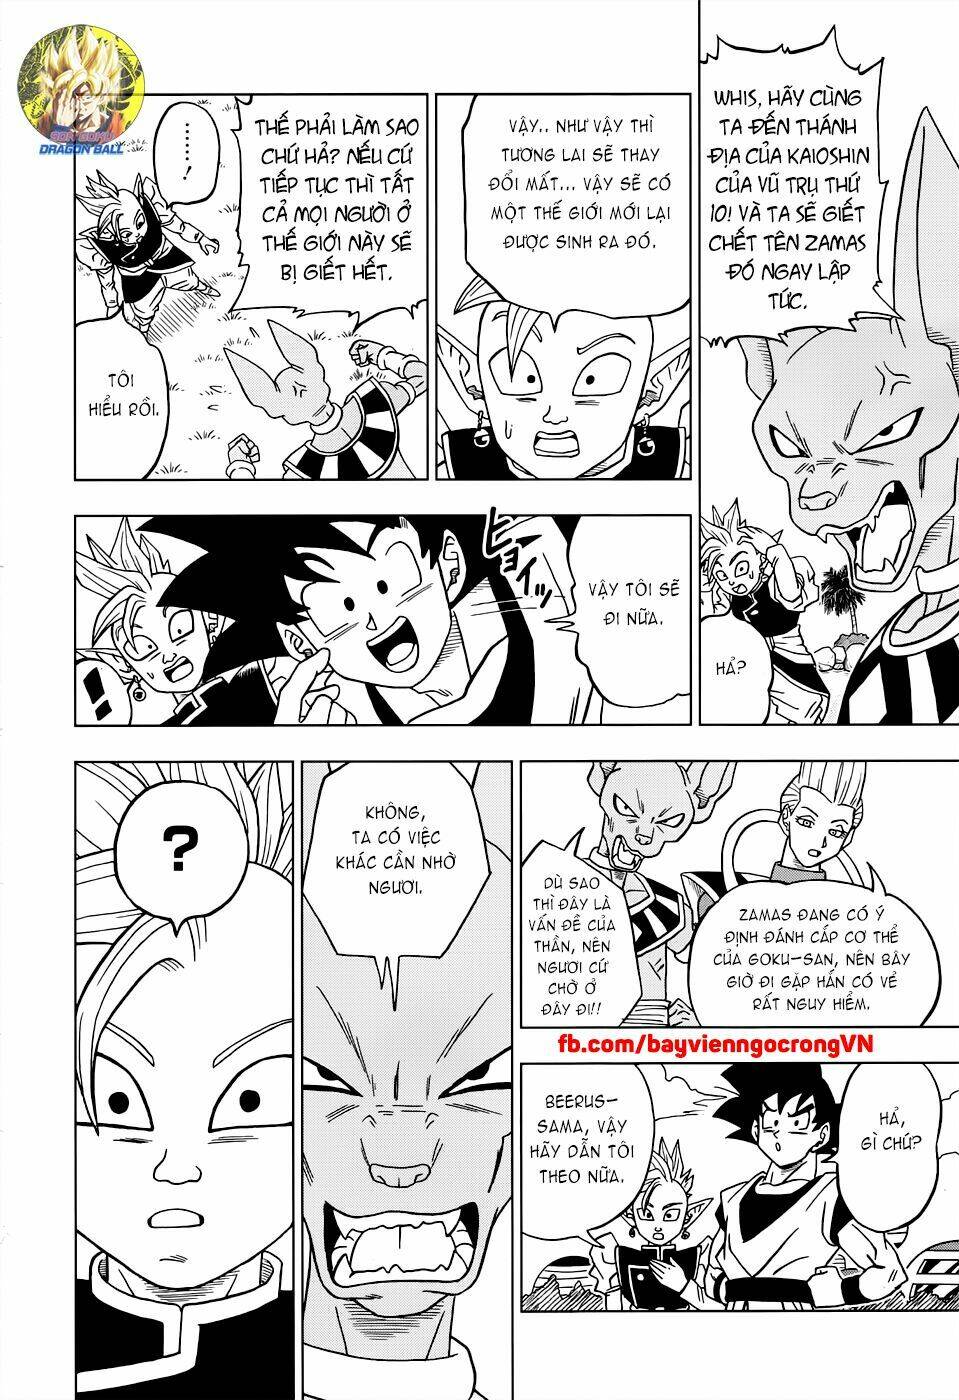 SON GOKU
DRAGON BALL
WHIS, HÃY CÙNG
TA ĐẾN THÁNH
ĐỊA CỦA KAIOSHIN
CỦA VŨ TRỤ THỨ
10! VÀ TA SẼ GIẾT
CHẾT TÊN ZAMAS
ĐÓ NGAY LẬP
TỨC.
HẢ?
VẬY.. NHƯ VẬY THÌ
TƯƠNG LAI SẼ THAY
ĐỔI MẤT... VẬY SẼ CÓ
MỘT THẾ GIỚI MỚI LẠI
ĐƯỢC SINH RA ĐÓ.
THẾ PHẢI LÀM SAO
CHỨ HẢ? NẾU CỨ
TIẾP TỤC THÌ TẤT
CẢ MỌI NGƯỜI Ở
THẾ GIỚI NÀY SẼ
BỊ GIẾT HẾT.
......!
TÔI
HIỂU RỒI.
VẬY TÔI SẼ
ĐI NỮA.
ヒョイッ
!!
ZAMAS ĐANG CÓ Ý
ĐỊNH ĐÁNH CẮP CƠ THỂ
CỦA GOKU-SAN, NÊN BÂY
GIỜ ĐI GẶP HẮN CÓ VẺ
RẤT NGUY HIỂM.
DÙ SAO
THÌ ĐÂY LÀ
VẤN ĐỀ CỦA
THẦN, NÊN
NGƯƠI CỨ
CHỜ Ở
ĐÂY ĐI!!
fb.com/bayvienngocrongVN
HẢ,
GÌ CHỨ?
BEERUS-
SAMA, VẬY
HÃY DẪN TÔI
THEO NỮA.
KHÔNG,
TA CÓ VIỆC
KHÁC CẦN NHỜ
NGƯƠI.
?